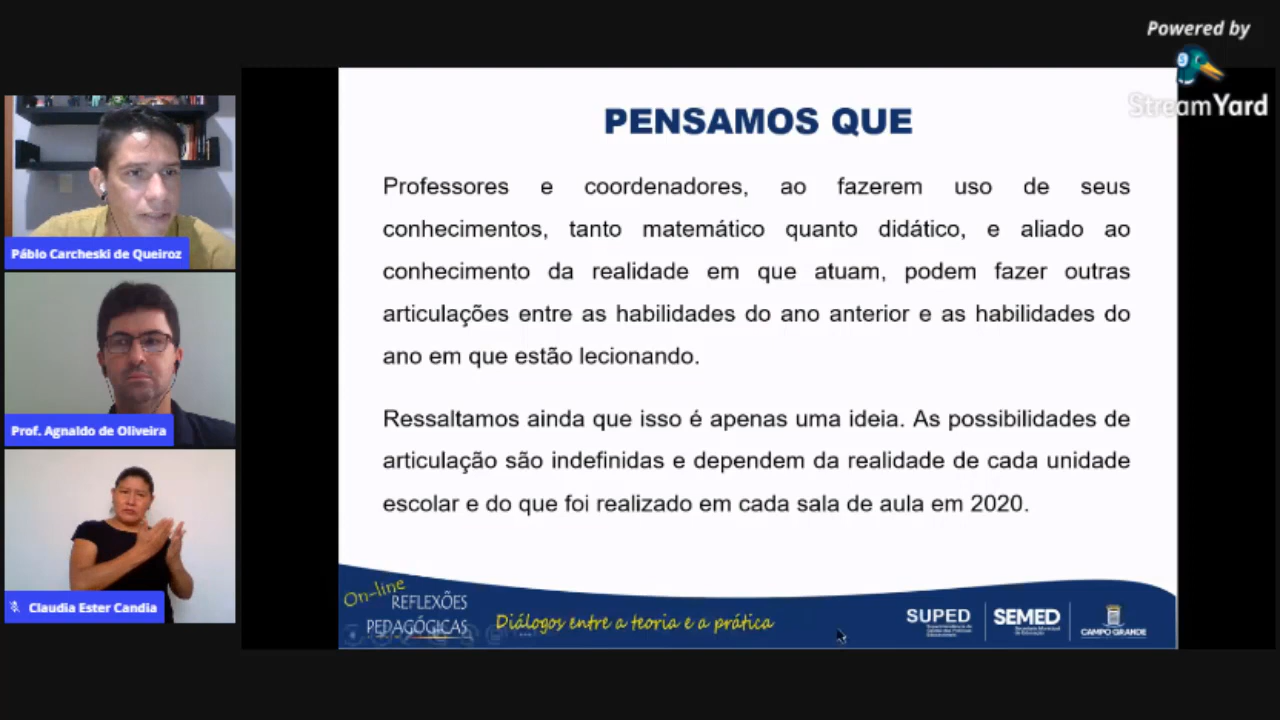 Powered by
StreamYard
PENSAMOS QUE
Professores e coordenadores, ao fazerem uso de seus
conhecimentos, tanto matemático quanto didático, e aliado ao
conhecimento da realidade em que atuam, podem fazer outras
articulações entre as habilidades do ano anterior e as habilidades do
ano em que estão lecionando.
Ressaltamos ainda que isso é apenas uma ideia. As possibilidades de
articulação são indefinidas e dependem da realidade de cada unidade
escolar e do que foi realizado em cada sala de aula em 2020.
Páblo Carcheski de Queiroz
Prof. Agnaldo de Oliveira
Claudia Ester Candia
On-line
REFLEXÕES
PEDAGÓGICAS
Diálogos entre a teoria e a prática
SUPED
SEMED
CAMPO GRANDE